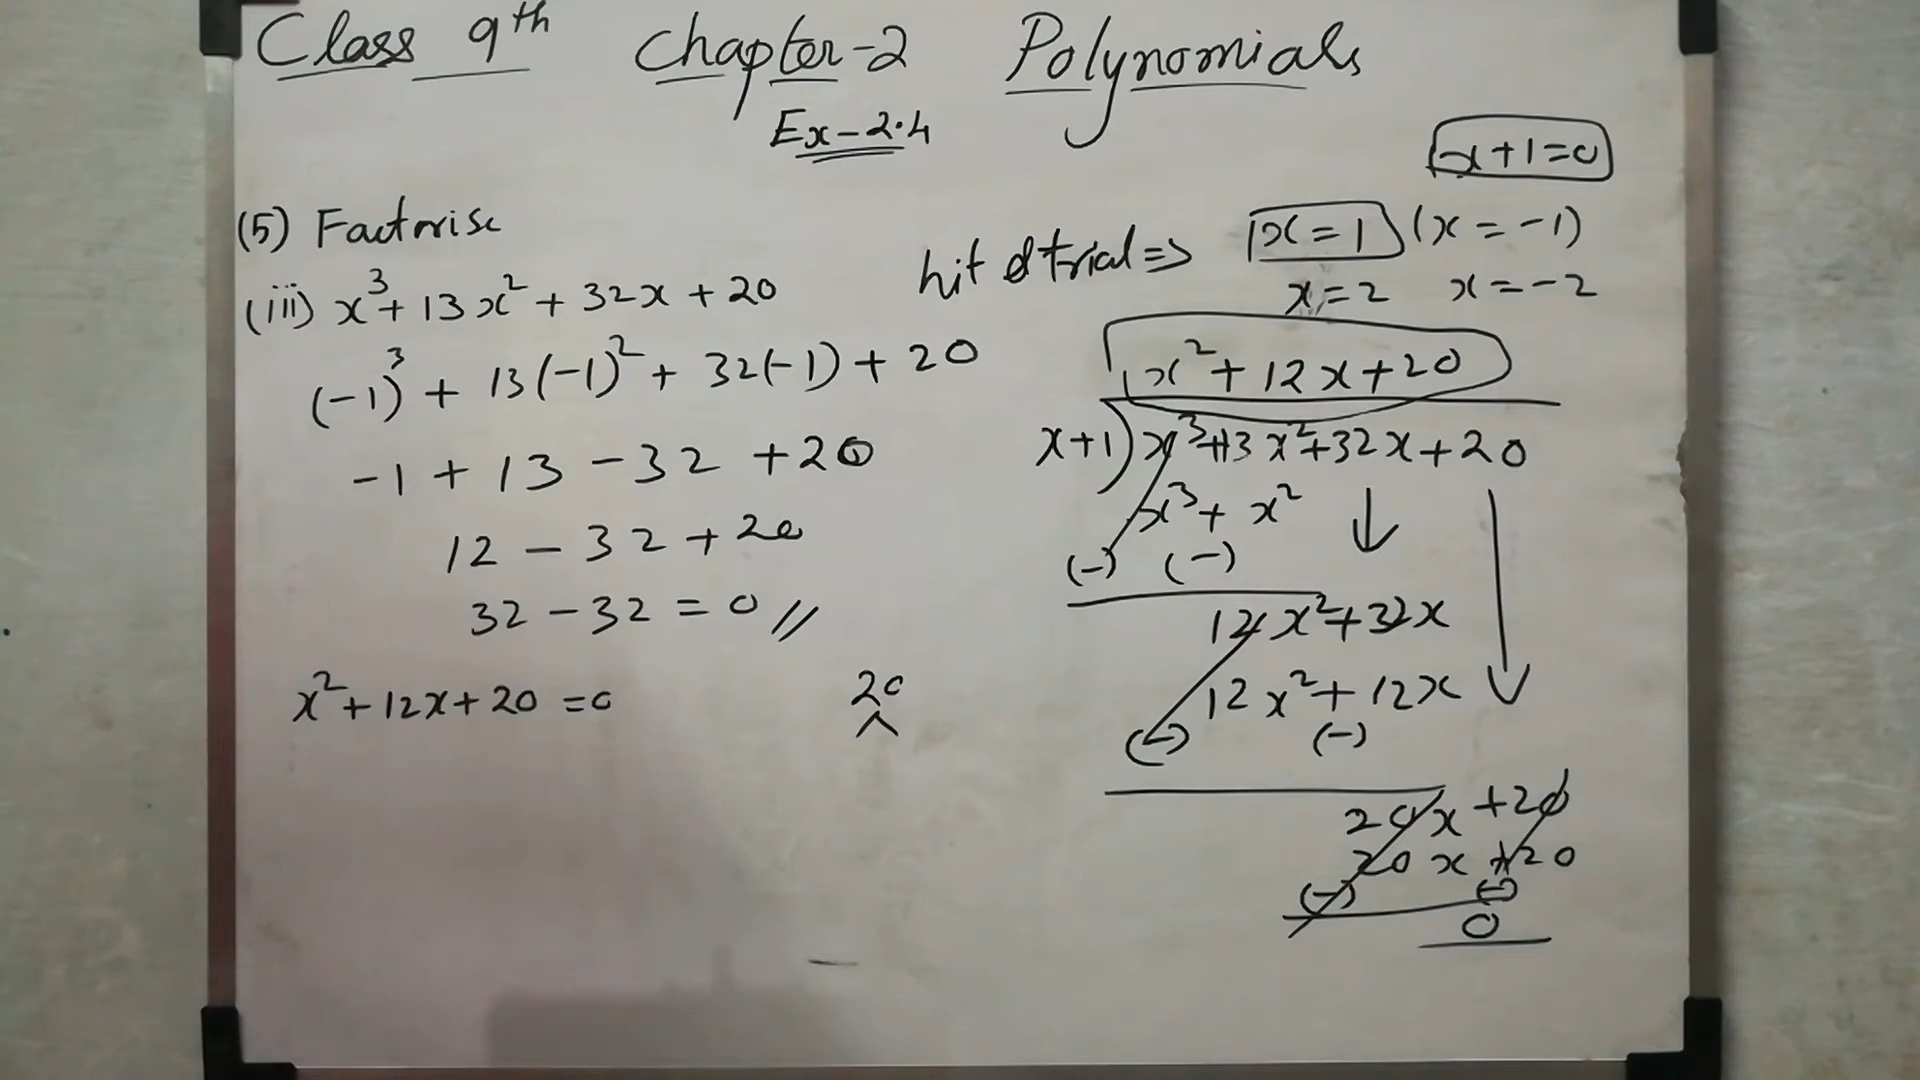 Class 9th Chapter-2 Polynomials
Ex-2.4
(5) Factorise
(iii) x³+13x²+32x+20
(-1)³+13(-1)²+32(-1)+20
-1+13-32+20
12-32+20
32-32=0//
x²+12x+20=0
20
x+1=0
hit & trial => x=1 (x=-1)
x=2 x=-2
x²+12x+20
x+1)x³+13x²+32x+20
x³+x²
(-) (-)
12x²+32x
12x²+12x
(-) (-)
20x+20
20x+20
(-) (-)
0